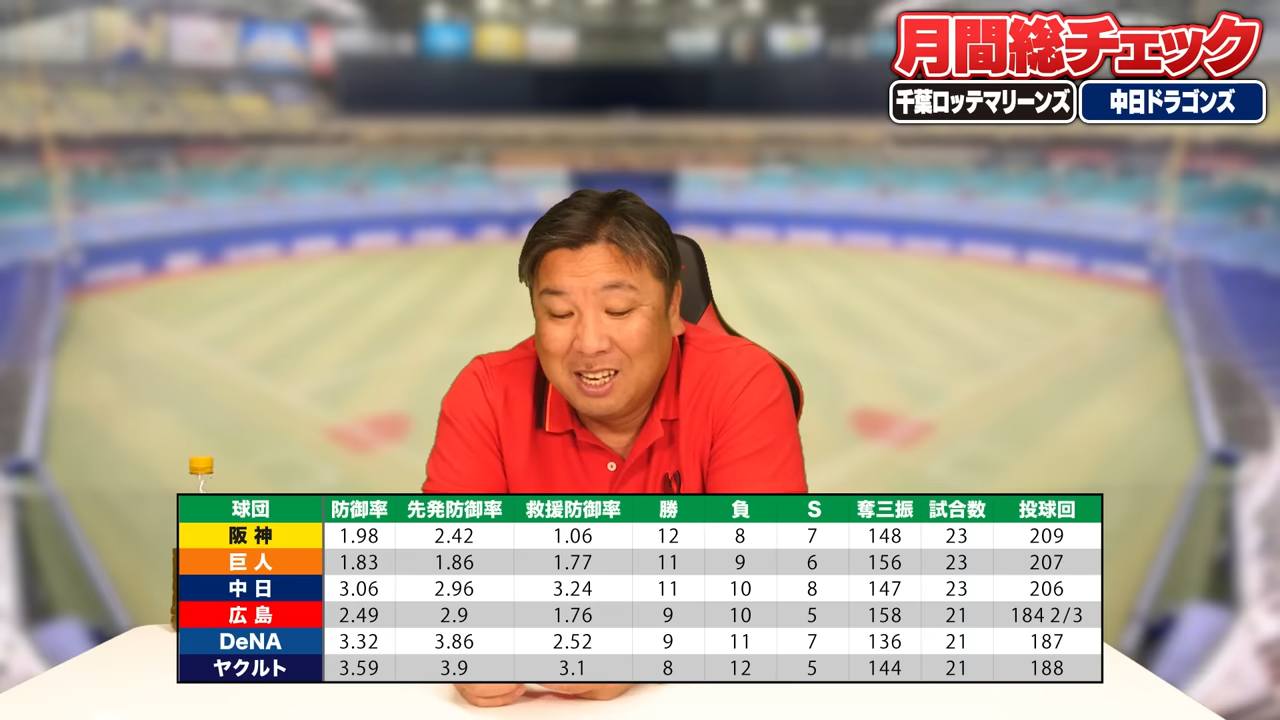 月間総チェック
千葉ロッテマリーンズ 中日ドラゴンズ
球団 防御率 先発防御率 救援防御率 勝 負 S 奪三振 試合数 投球回
阪神 1.98 2.42 1.06 12 8 7 148 23 209
巨人 1.83 1.86 1.77 11 9 6 156 23 207
中日 3.06 2.96 3.24 11 10 8 147 23 206
広島 2.49 2.9 1.76 9 10 5 158 21 184 2/3
DeNA 3.32 3.86 2.52 9 11 7 136 21 187
ヤクルト 3.59 3.9 3.1 8 12 5 144 21 188